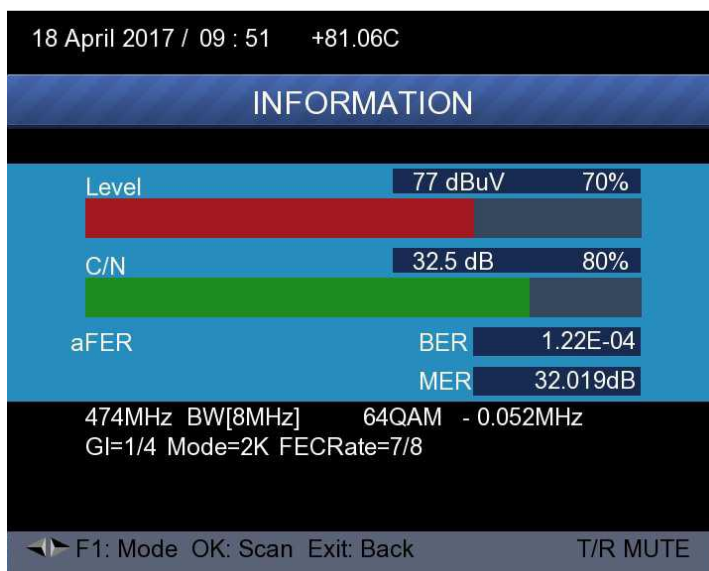 18 April 2017 / 09 : 51 +81.06C
INFORMATION
Level 77 dBuV 70%
C/N 32.5 dB 80%
aFER BER 1.22E-04
MER 32.019dB
474MHz BW[8MHz] 64QAM - 0.052MHz
GI=1/4 Mode=2K FECRate=7/8
F1: Mode OK: Scan Exit: Back T/R MUTE